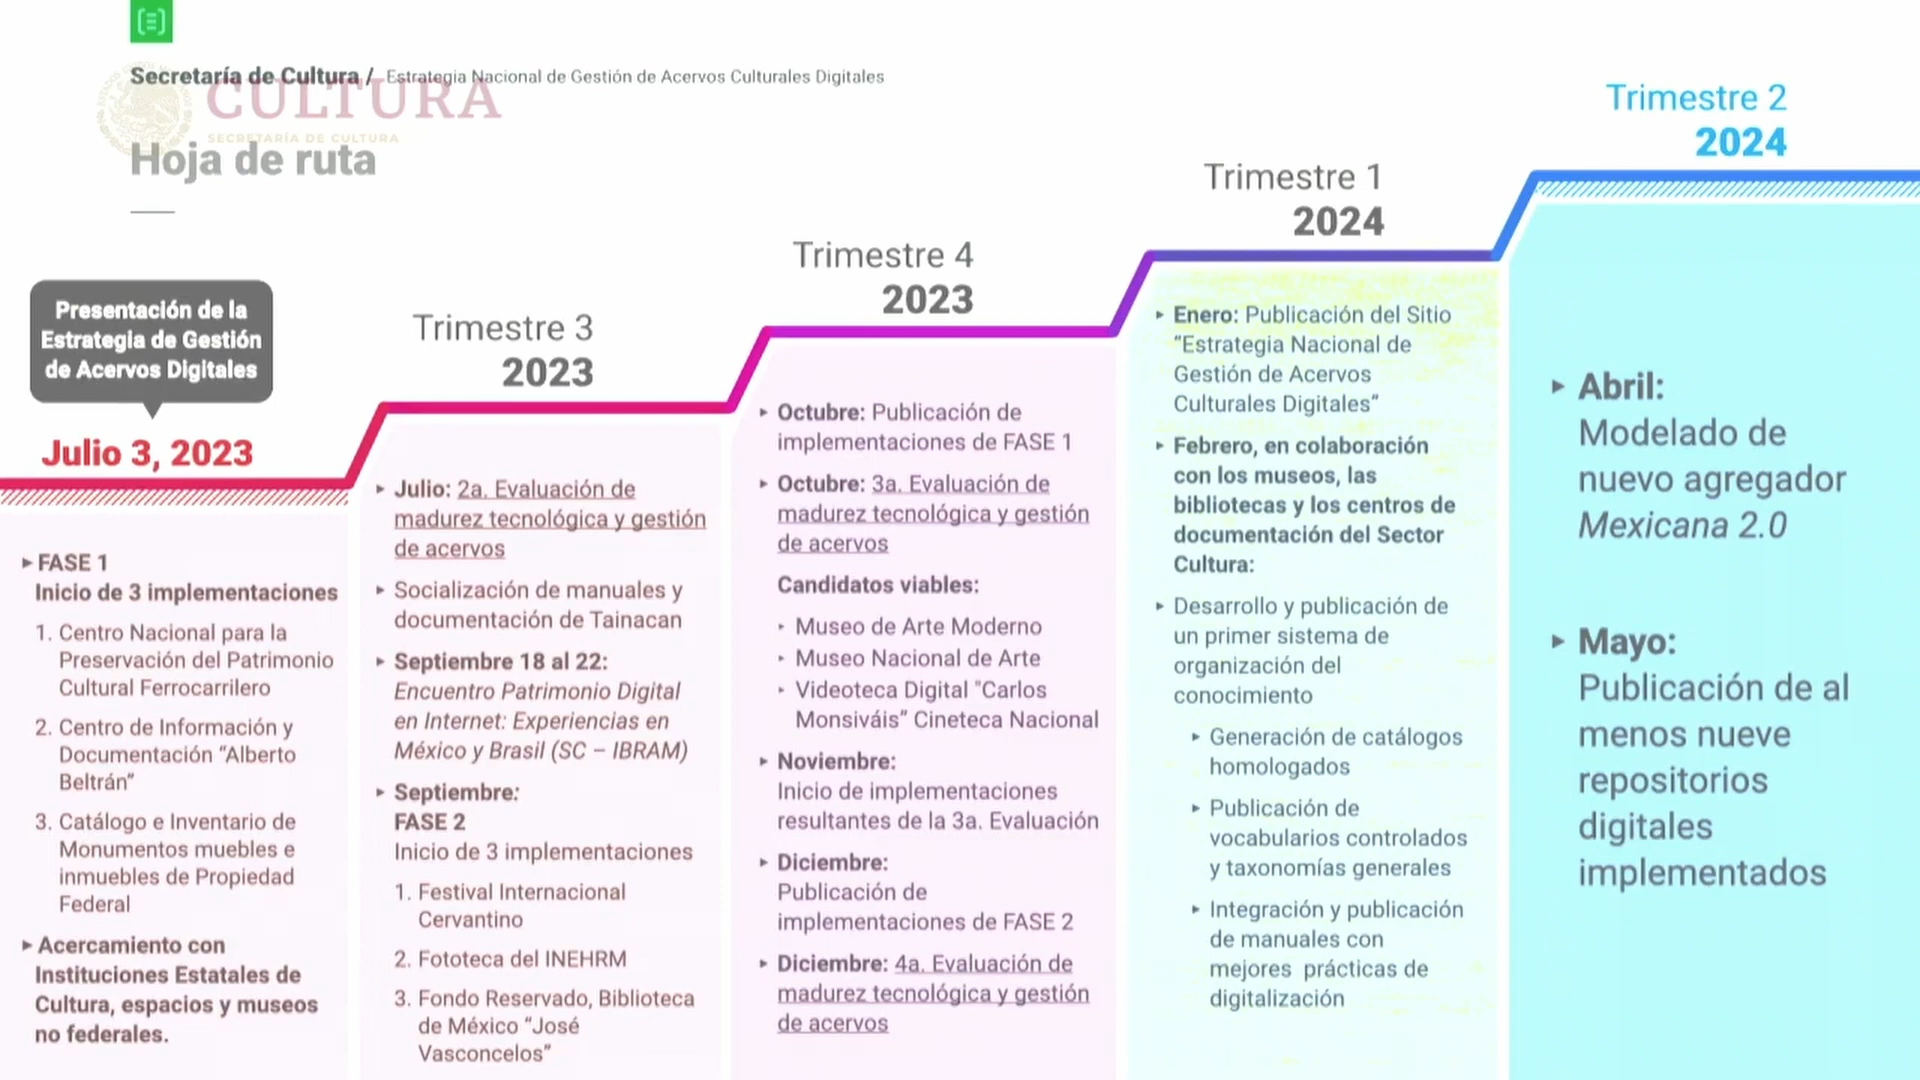 Secretaría de Cultura / Estrategia Nacional de Gestión de Acervos Culturales Digitales
CULTURA
SECRETARÍA DE CULTURA
Hoja de ruta
Presentación de la
Estrategia de Gestión
de Acervos Digitales
Julio 3, 2023
▸ FASE 1
Inicio de 3 implementaciones
1. Centro Nacional para la
Preservación del Patrimonio
Cultural Ferrocarrilero
2. Centro de Información y
Documentación “Alberto
Beltrán”
3. Catálogo e Inventario de
Monumentos muebles e
inmuebles de Propiedad
Federal
▸ Acercamiento con
Instituciones Estatales de
Cultura, espacios y museos
no federales.
Trimestre 3
2023
▸ Julio: 2a. Evaluación de
madurez tecnológica y gestión
de acervos
▸ Socialización de manuales y
documentación de Tainacan
▸ Septiembre 18 al 22:
Encuentro Patrimonio Digital
en Internet: Experiencias en
México y Brasil (SC – IBRAM)
▸ Septiembre:
FASE 2
Inicio de 3 implementaciones
1. Festival Internacional
Cervantino
2. Fototeca del INEHRM
3. Fondo Reservado, Biblioteca
de México “José
Vasconcelos”
Trimestre 4
2023
▸ Octubre: Publicación de
implementaciones de FASE 1
▸ Octubre: 3a. Evaluación de
madurez tecnológica y gestión
de acervos
Candidatos viables:
▸ Museo de Arte Moderno
▸ Museo Nacional de Arte
▸ Videoteca Digital "Carlos
Monsiváis” Cineteca Nacional
▸ Noviembre:
Inicio de implementaciones
resultantes de la 3a. Evaluación
▸ Diciembre:
Publicación de
implementaciones de FASE 2
▸ Diciembre: 4a. Evaluación de
madurez tecnológica y gestión
de acervos
Trimestre 1
2024
▸ Enero: Publicación del Sitio
“Estrategia Nacional de
Gestión de Acervos
Culturales Digitales”
▸ Febrero, en colaboración
con los museos, las
bibliotecas y los centros de
documentación del Sector
Cultura:
▸ Desarrollo y publicación de
un primer sistema de
organización del
conocimiento
▸ Generación de catálogos
homologados
▸ Publicación de
vocabularios controlados
y taxonomías generales
▸ Integración y publicación
de manuales con
mejores prácticas de
digitalización
Trimestre 2
2024
▸ Abril:
Modelado de
nuevo agregador
Mexicana 2.0
▸ Mayo:
Publicación de al
menos nueve
repositorios
digitales
implementados